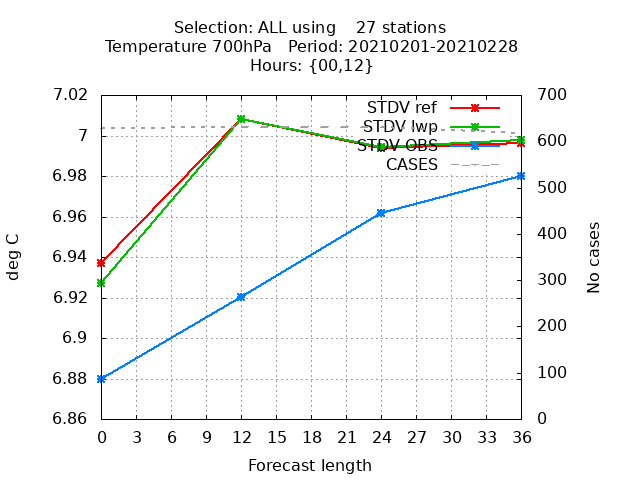 Selection: ALL using 27 stations
Temperature 700hPa Period: 20210201-20210228
Hours: {00,12}
7.02
7
6.98
6.96
6.94
6.92
6.9
6.88
6.86
deg C
STDV ref
STDV lwp
STDV OBS
CASES
700
600
500
400
300
200
100
0
No cases
0 3 6 9 12 15 18 21 24 27 30 33 36
Forecast length